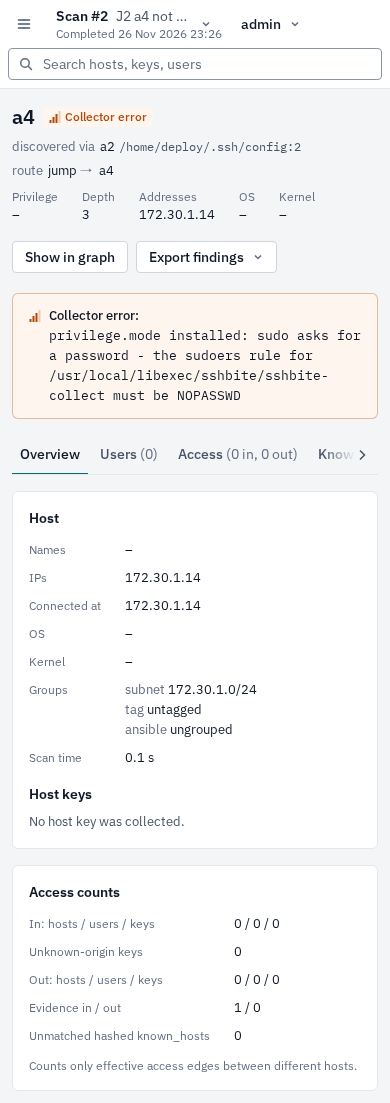 Scan #2 J2 a4 not ...
Completed 26 Nov 2026 23:26
admin
Search hosts, keys, users
a4 Collector error
discovered via a2 /home/deploy/.ssh/config:2
route jump → a4
Privilege Depth Addresses OS Kernel
– 3 172.30.1.14 – –
Show in graph Export findings
Collector error:
privilege.mode installed: sudo asks for
a password - the sudoers rule for
/usr/local/libexec/sshbite/sshbite-
collect must be NOPASSWD
Overview Users (0) Access (0 in, 0 out) Know
Host
Names –
IPs 172.30.1.14
Connected at 172.30.1.14
OS –
Kernel –
Groups subnet 172.30.1.0/24
tag untagged
ansible ungrouped
Scan time 0.1 s
Host keys
No host key was collected.
Access counts
In: hosts / users / keys 0 / 0 / 0
Unknown-origin keys 0
Out: hosts / users / keys 0 / 0 / 0
Evidence in / out 1 / 0
Unmatched hashed known_hosts 0
Counts only effective access edges between different hosts.